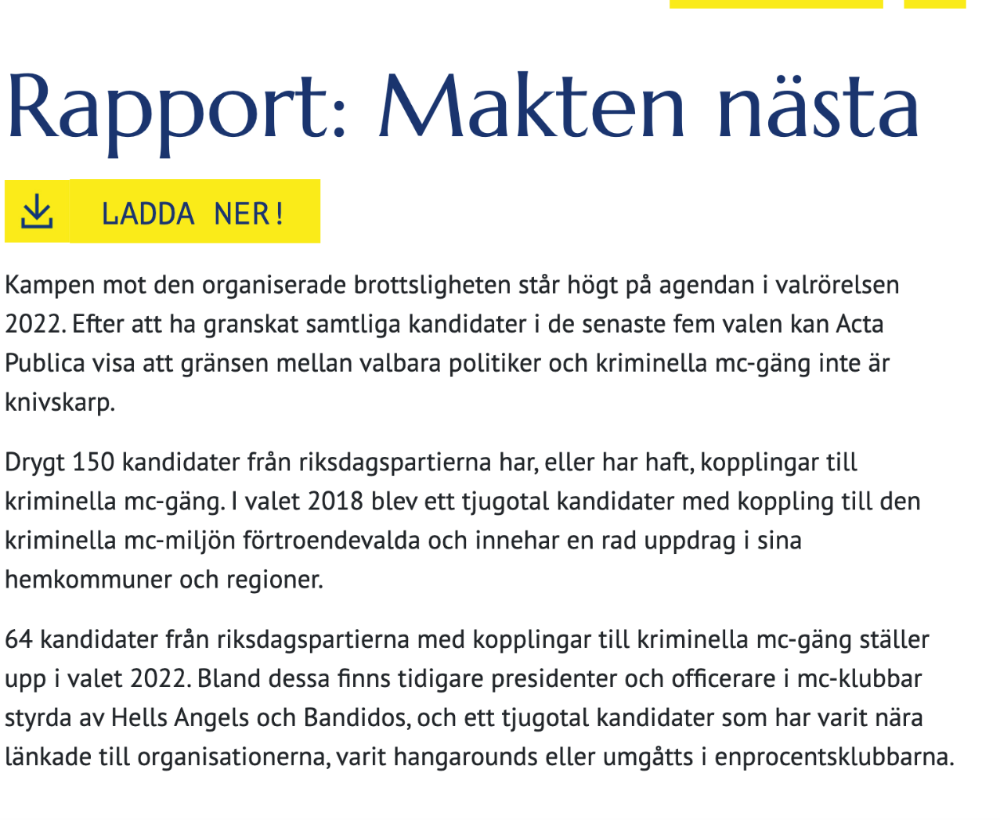 Rapport: Makten nästa
LADDA NER!
Kampen mot den organiserade brottsligheten står högt på agendan i valrörelsen
2022. Efter att ha granskat samtliga kandidater i de senaste fem valen kan Acta
Publica visa att gränsen mellan valbara politiker och kriminella mc-gäng inte är
knivskarp.
Drygt 150 kandidater från riksdagspartierna har, eller har haft, kopplingar till
kriminella mc-gäng. I valet 2018 blev ett tjugotal kandidater med koppling till den
kriminella mc-miljön förtroendevalda och innehar en rad uppdrag i sina
hemkommuner och regioner.
64 kandidater från riksdagspartierna med kopplingar till kriminella mc-gäng ställer
upp i valet 2022. Bland dessa finns tidigare presidenter och officerare i mc-klubbar
styrda av Hells Angels och Bandidos, och ett tjugotal kandidater som har varit nära
länkade till organisationerna, varit hangarounds eller umgåtts i enprocentsklubbarna.